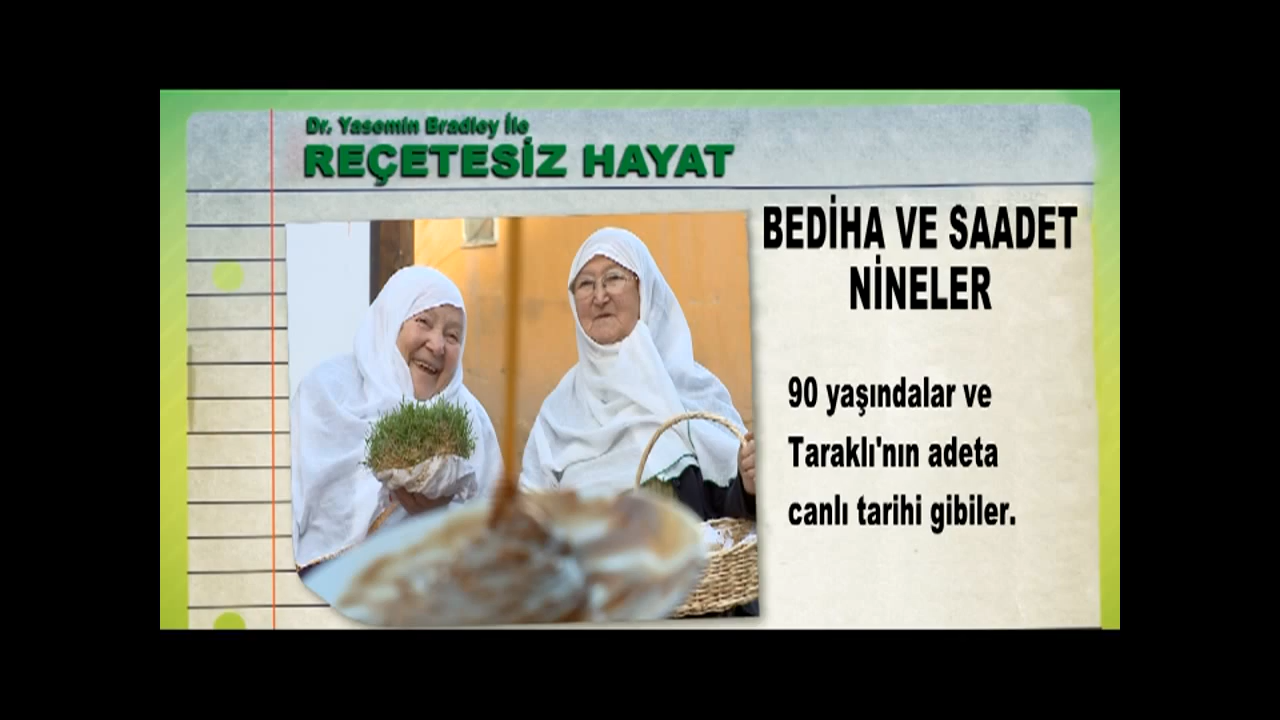 Dr. Yasemin Bradley İle
REÇETESİZ HAYAT
BEDİHA VE SAADET
NİNELER
90 yaşındalar ve
Taraklı'nın adeta
canlı tarihi gibiler.